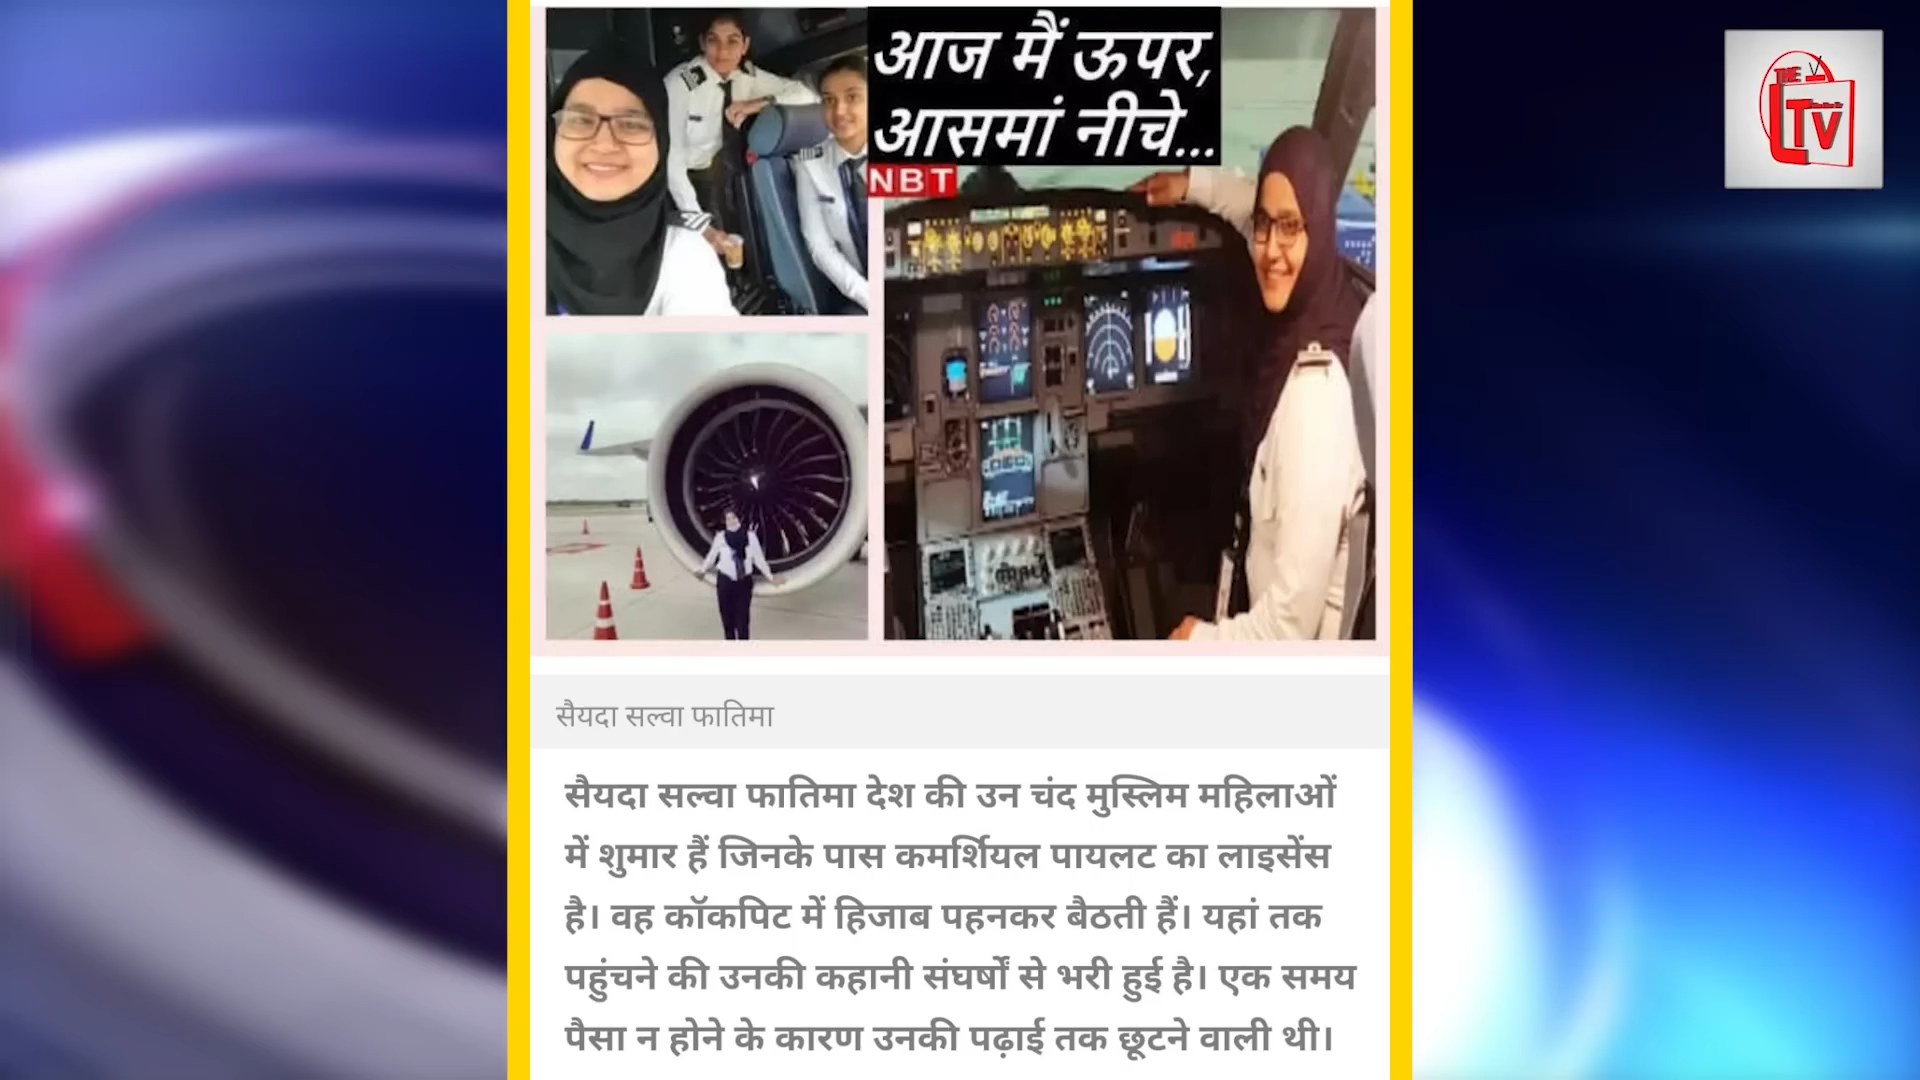 आज मैं ऊपर,
आसमां नीचे...
NBT
THE
TV
सैयदा सल्वा फातिमा
सैयदा सल्वा फातिमा देश की उन चंद मुस्लिम महिलाओं
में शुमार हैं जिनके पास कमर्शियल पायलट का लाइसेंस
है। वह कॉकपिट में हिजाब पहनकर बैठती हैं। यहां तक
पहुंचने की उनकी कहानी संघर्षों से भरी हुई है। एक समय
पैसा न होने के कारण उनकी पढ़ाई तक छूटने वाली थी।